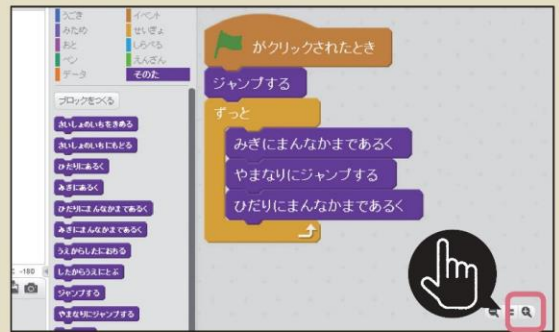 うごき
イベント
みため
せいぎょ
おと
しらべる
ペン
えんざん
データ
そのた
ブロックをつくる
さいしょのいちをきめる
さいしょのいちにもどる
ひだりにあるく
みぎにあるく
ひだりにまんなかまであるく
みぎにまんなかまであるく
うえからしたにおちる
したからうえにとぶ
ジャンプする
やまなりにジャンプする
がクリックされたとき
ジャンプする
ずっと
みぎにまんなかまであるく
やまなりにジャンプする
ひだりにまんなかまであるく
-180
=